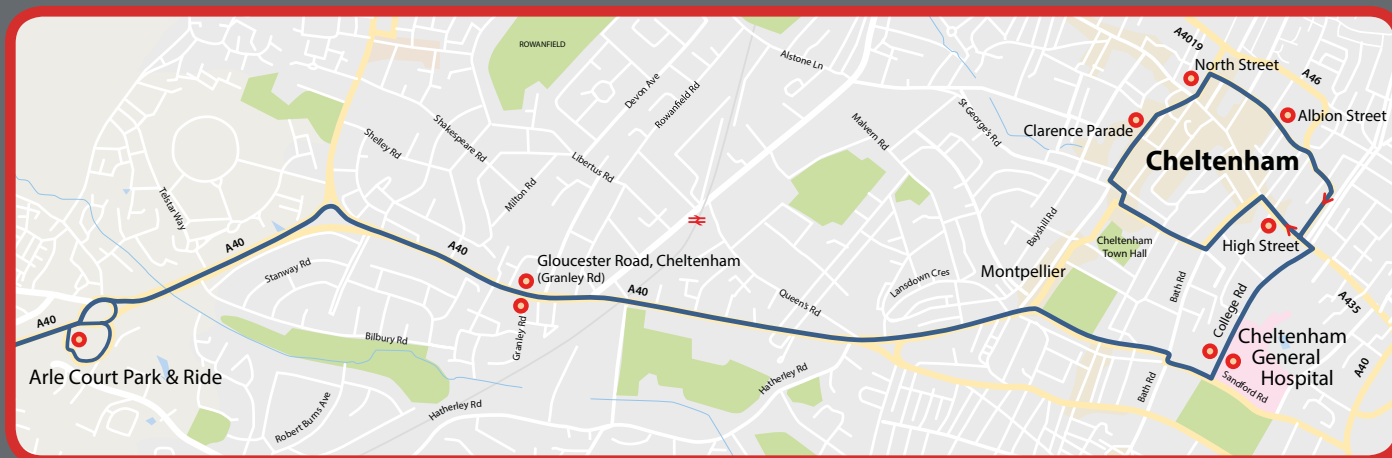 ROWANFIELD
Alstone Ln
A4019
North Street
A46
Devon Ave
Rowanfield Rd
St George's Rd
Albion Street
Clarence Parade
Malvern Rd
Shelley Rd
Shakespeare Rd
Cheltenham
Libertus Rd
Milton Rd
Telstar Way
Bayshill Rd
High Street
Cheltenham
Town Hall
A40
A40
Stanway Rd
Gloucester Road, Cheltenham
(Granley Rd)
Montpellier
Lansdown Cres
Bath Rd
A40
Queen's Rd
College Rd
A435
A40
Granley Rd
Bilbury Rd
Cheltenham
General
Hospital
A40
Arle Court Park & Ride
Hatherley Rd
Bath Rd
Sandford Rd
Robert Burns Ave
Hatherley Rd